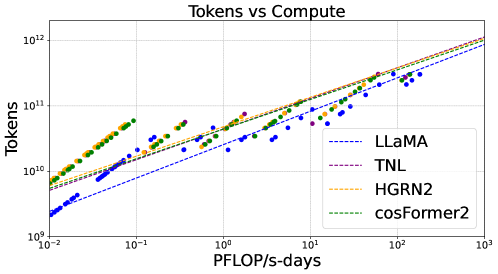 Tokens vs Compute
Tokens
10¹²
10¹¹
10¹⁰
10⁹
10⁻²
10⁻¹
10⁰
10¹
10²
10³
PFLOP/s-days
LLaMA
TNL
HGRN2
cosFormer2